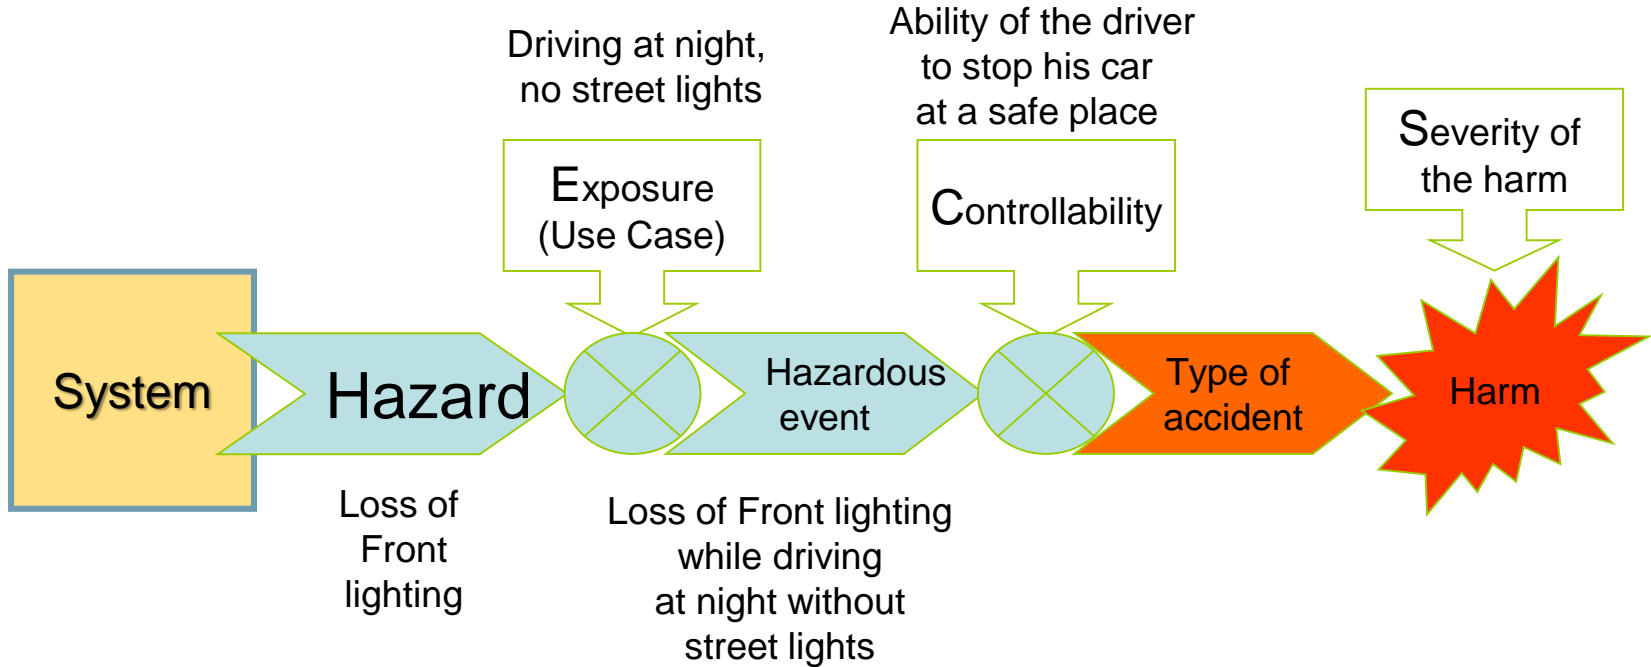 Driving at night,
no street lights
Ability of the driver
to stop his car
at a safe place
Exposure
(Use Case)
Controllability
Severity of
the harm
System
Hazard
Hazardous
event
Type of
accident
Harm
Loss of
Front
lighting
Loss of Front lighting
while driving
at night without
street lights